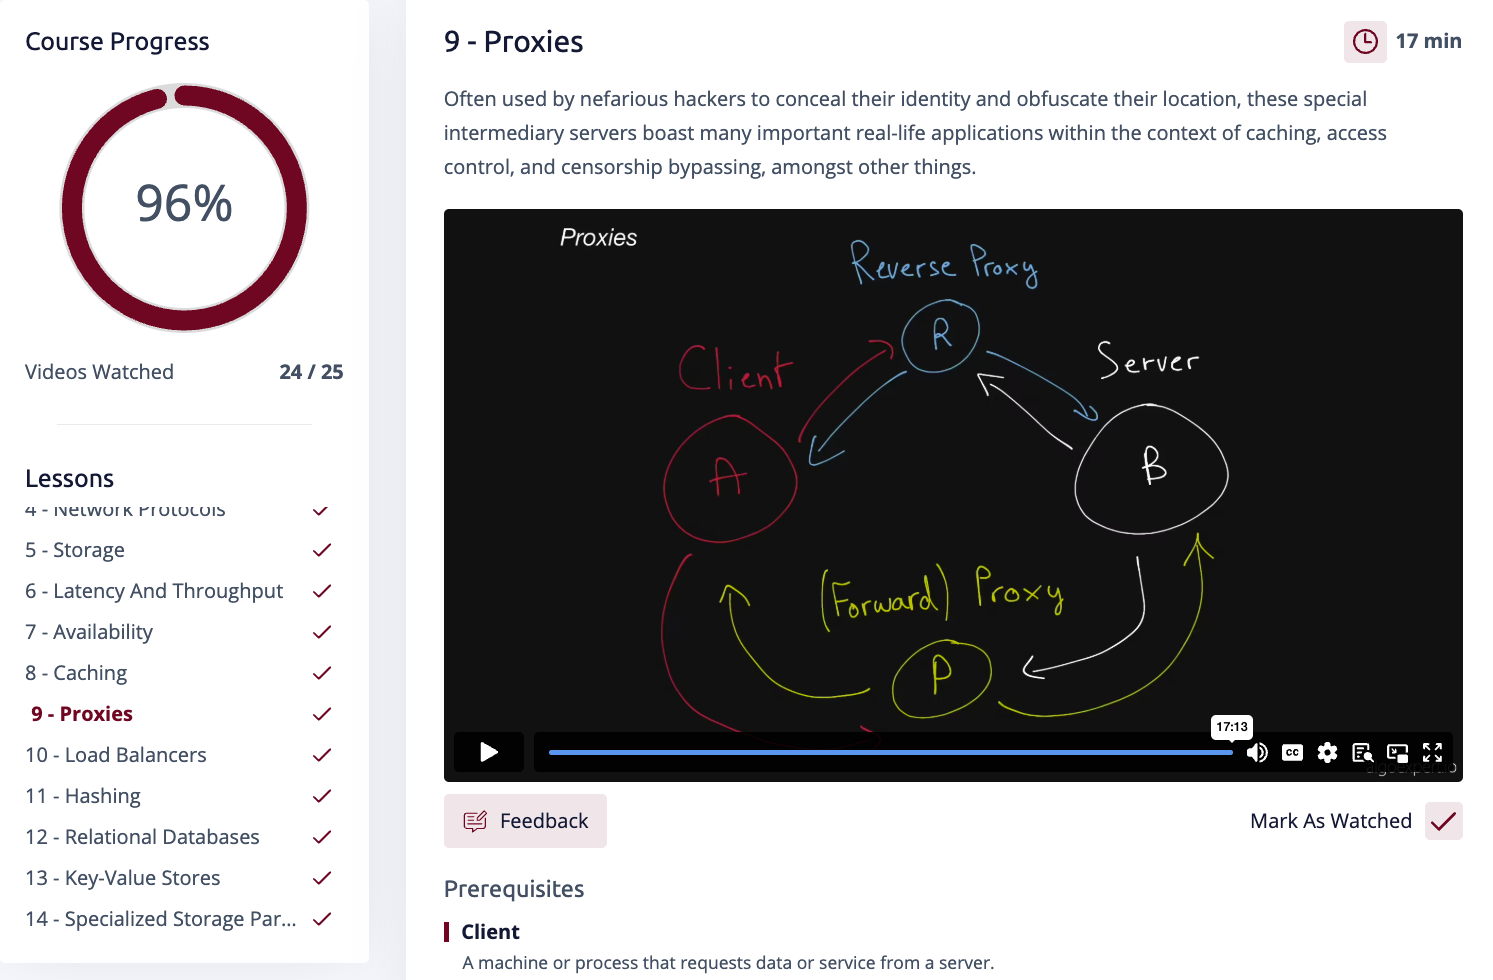 Course Progress
96%
Videos Watched 24 / 25
Lessons
4 - Network Protocols
5 - Storage
6 - Latency And Throughput
7 - Availability
8 - Caching
9 - Proxies
10 - Load Balancers
11 - Hashing
12 - Relational Databases
13 - Key-Value Stores
14 - Specialized Storage Par...
9 - Proxies
17 min
Often used by nefarious hackers to conceal their identity and obfuscate their location, these special
intermediary servers boast many important real-life applications within the context of caching, access
control, and censorship bypassing, amongst other things.
Proxies
Reverse Proxy
R
Client
Server
A
B
(Forward) Proxy
P
17:13
CC
algoexpert.io
Feedback
Mark As Watched
Prerequisites
Client
A machine or process that requests data or service from a server.